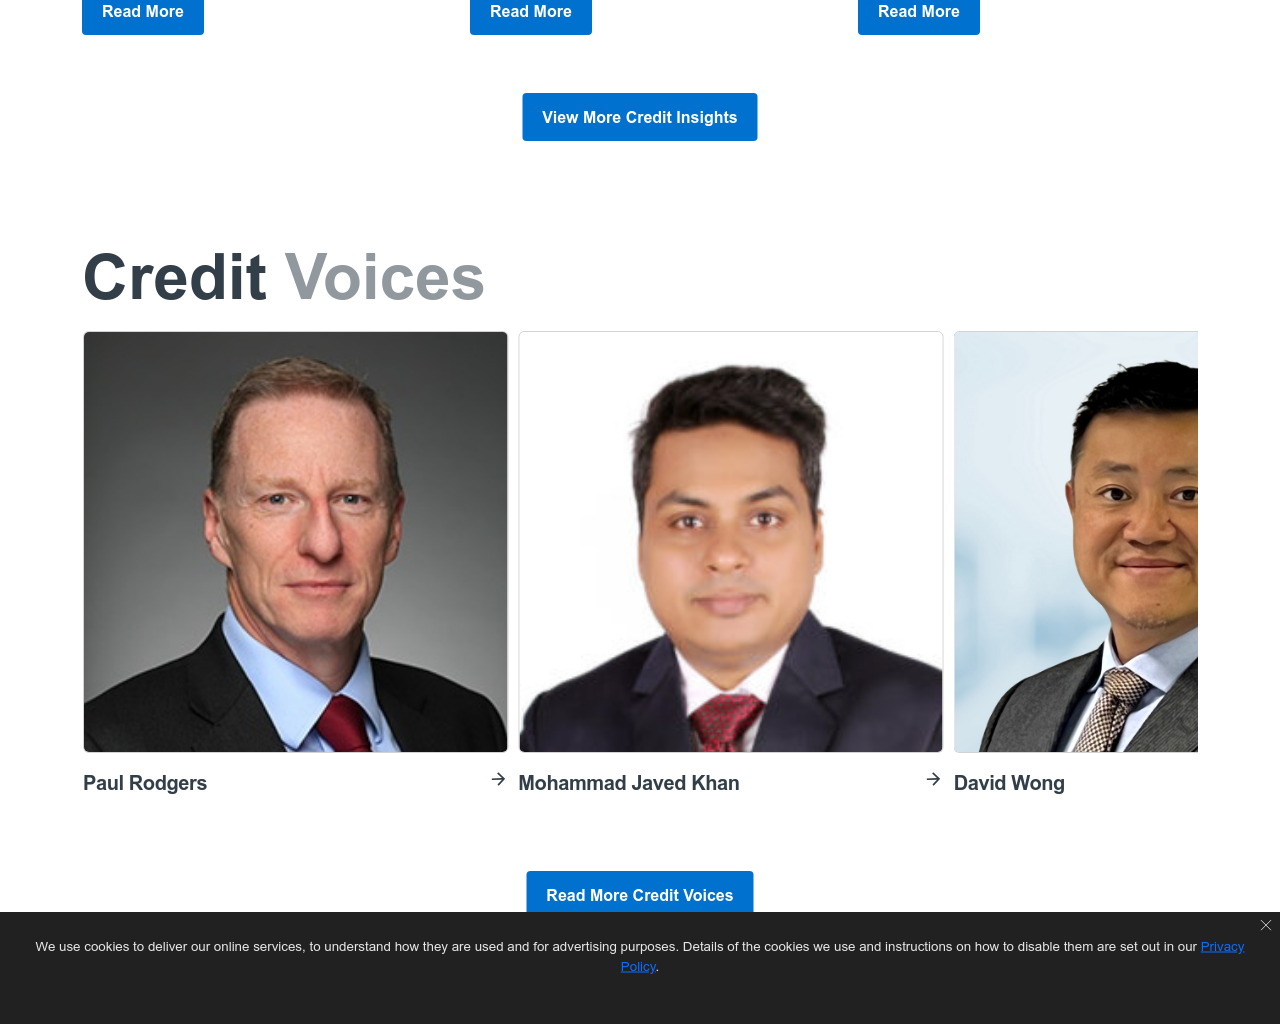 Read More
Read More
Read More
View More Credit Insights
Credit Voices
Paul Rodgers
Mohammad Javed Khan
David Wong
Read More Credit Voices
We use cookies to deliver our online services, to understand how they are used and for advertising purposes. Details of the cookies we use and instructions on how to disable them are set out in our Privacy
Policy.